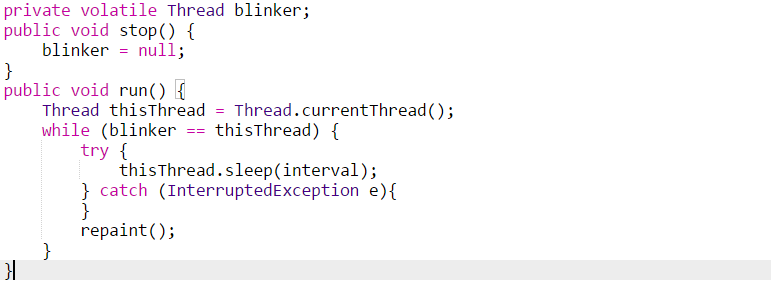 private volatile Thread blinker;
public void stop() {
    blinker = null;
}
public void run() {
    Thread thisThread = Thread.currentThread();
    while (blinker == thisThread) {
        try {
            thisThread.sleep(interval);
        } catch (InterruptedException e){
        }
        repaint();
    }
}